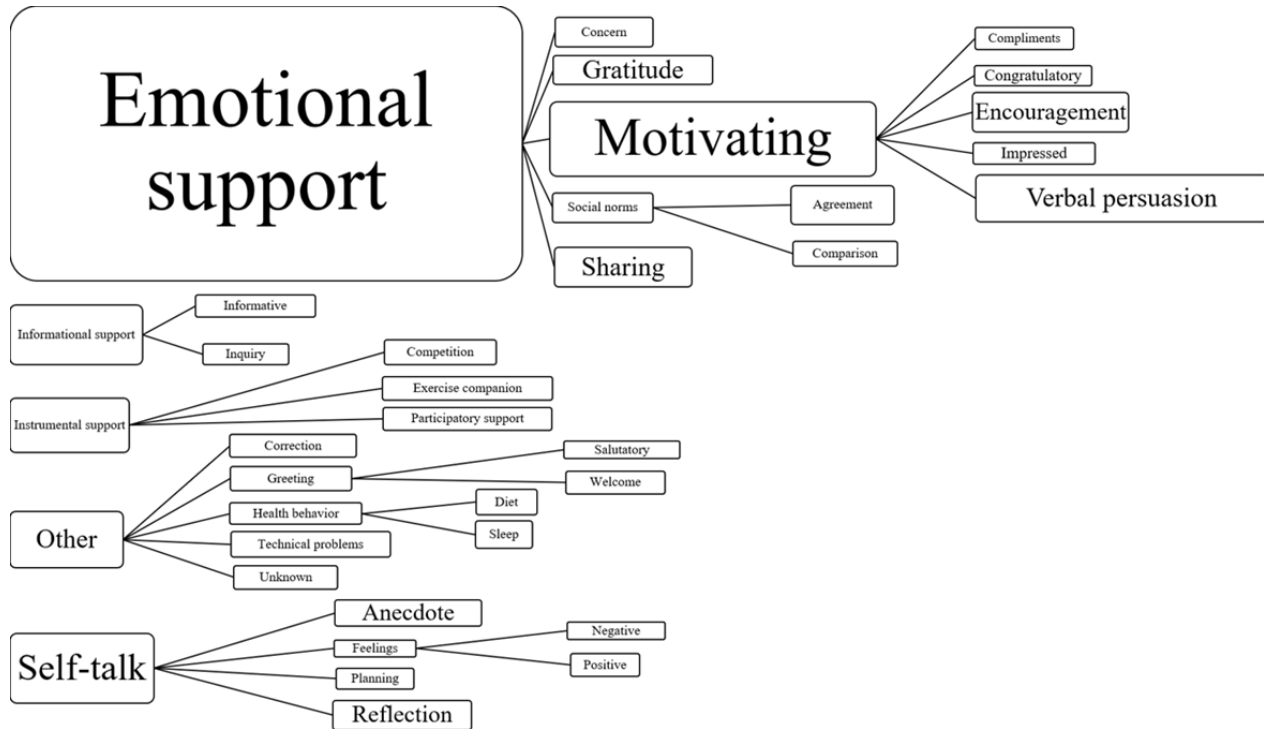 Emotional
support
Concern
Gratitude
Motivating
Compliments
Congratulatory
Encouragement
Impressed
Verbal persuasion
Social norms
Agreement
Comparison
Sharing
Informational support
Informative
Inquiry
Instrumental support
Competition
Exercise companion
Participatory support
Other
Correction
Greeting
Salutatory
Welcome
Health behavior
Diet
Sleep
Technical problems
Unknown
Self-talk
Anecdote
Feelings
Negative
Positive
Planning
Reflection